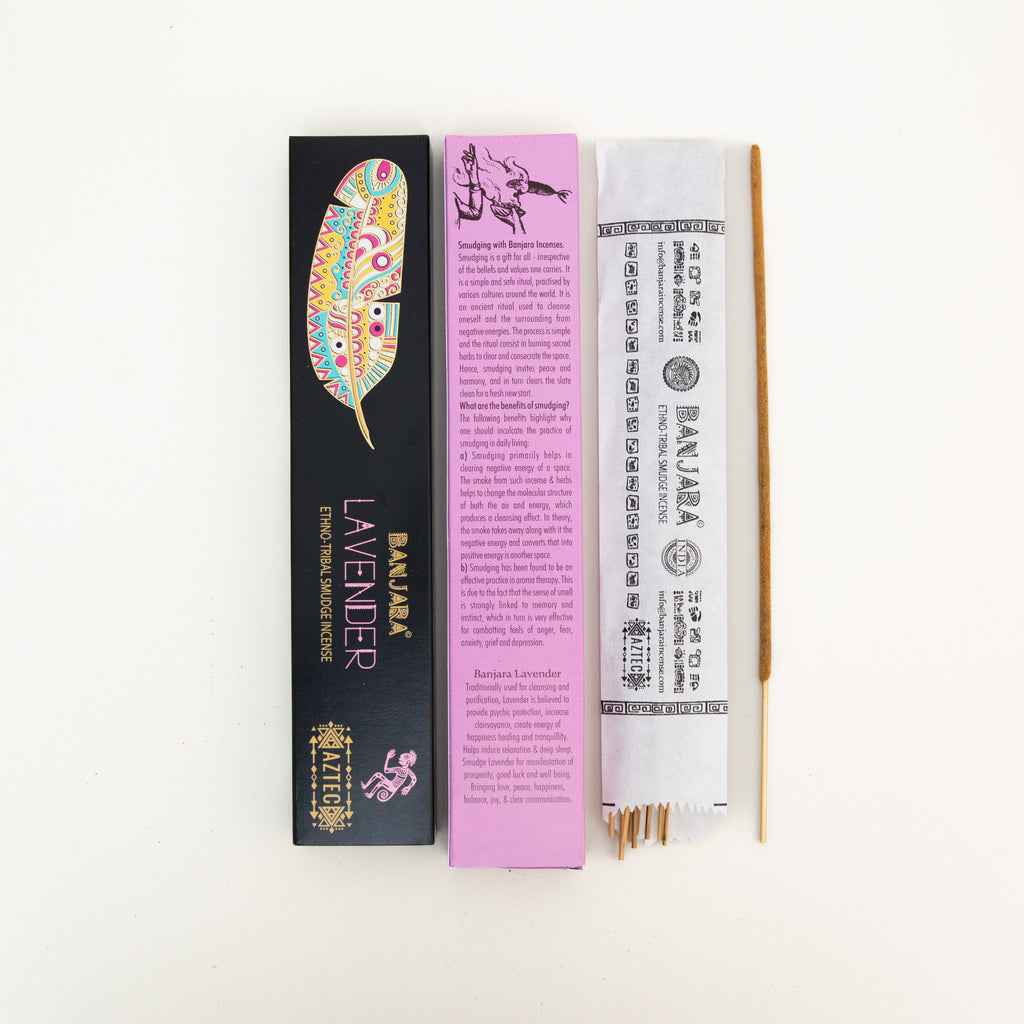 BANJARA©
LAVENDER
ETHNO-TRIBAL SMUDGE INCENSE
AZTEC
Smudging with Banjara Incenses.
Smudging is a gift for all - irrespective
of the beliefs and values one carries. It
is a simple and safe ritual, practised by
various cultures around the world. It is
an ancient ritual used to cleanse
oneself and the surrounding from
negative energies. The process is simple
and the ritual consist in burning sacred
herbs to clear and consecrate the space.
Hence, smudging invites peace and
harmony, and in turn clears the slate
clean for a fresh new start.
What are the benefits of smudging?
The following benefits highlight why
one should inculcate the practice of
smudging in daily living:
a) Smudging primarily helps in
clearing negative energy of a space.
The smoke from such incense & herbs
helps to change the molecular structure
of both the air and energy, which
produces a cleansing effect. In theory,
the smoke takes away along with it the
negative energy and converts that into
positive energy is another space.
b) Smudging has been found to be an
effective practice in aroma therapy. This
is due to the fact that the sense of smell
is strongly linked to memory and
instinct, which in turn is very effective
for combatting feels of anger, fear,
anxiety, grief and depression.
Banjara Lavender
Traditionally used for cleansing and
purification, Lavender is believed to
provide psychic protection, increase
clairvoyance, create energy of
happiness healing and tranquillity.
Helps induce relaxation & deep sleep.
Smudge Lavender for manifestation of
prosperity, good luck and well being.
Bringing love, peace, happiness,
balance, joy, & clear communication.
info@banjaraincense.com
BANJARA©
ETHNO-TRIBAL SMUDGE INCENSE
INDIA
info@banjaraincense.com
AZTEC